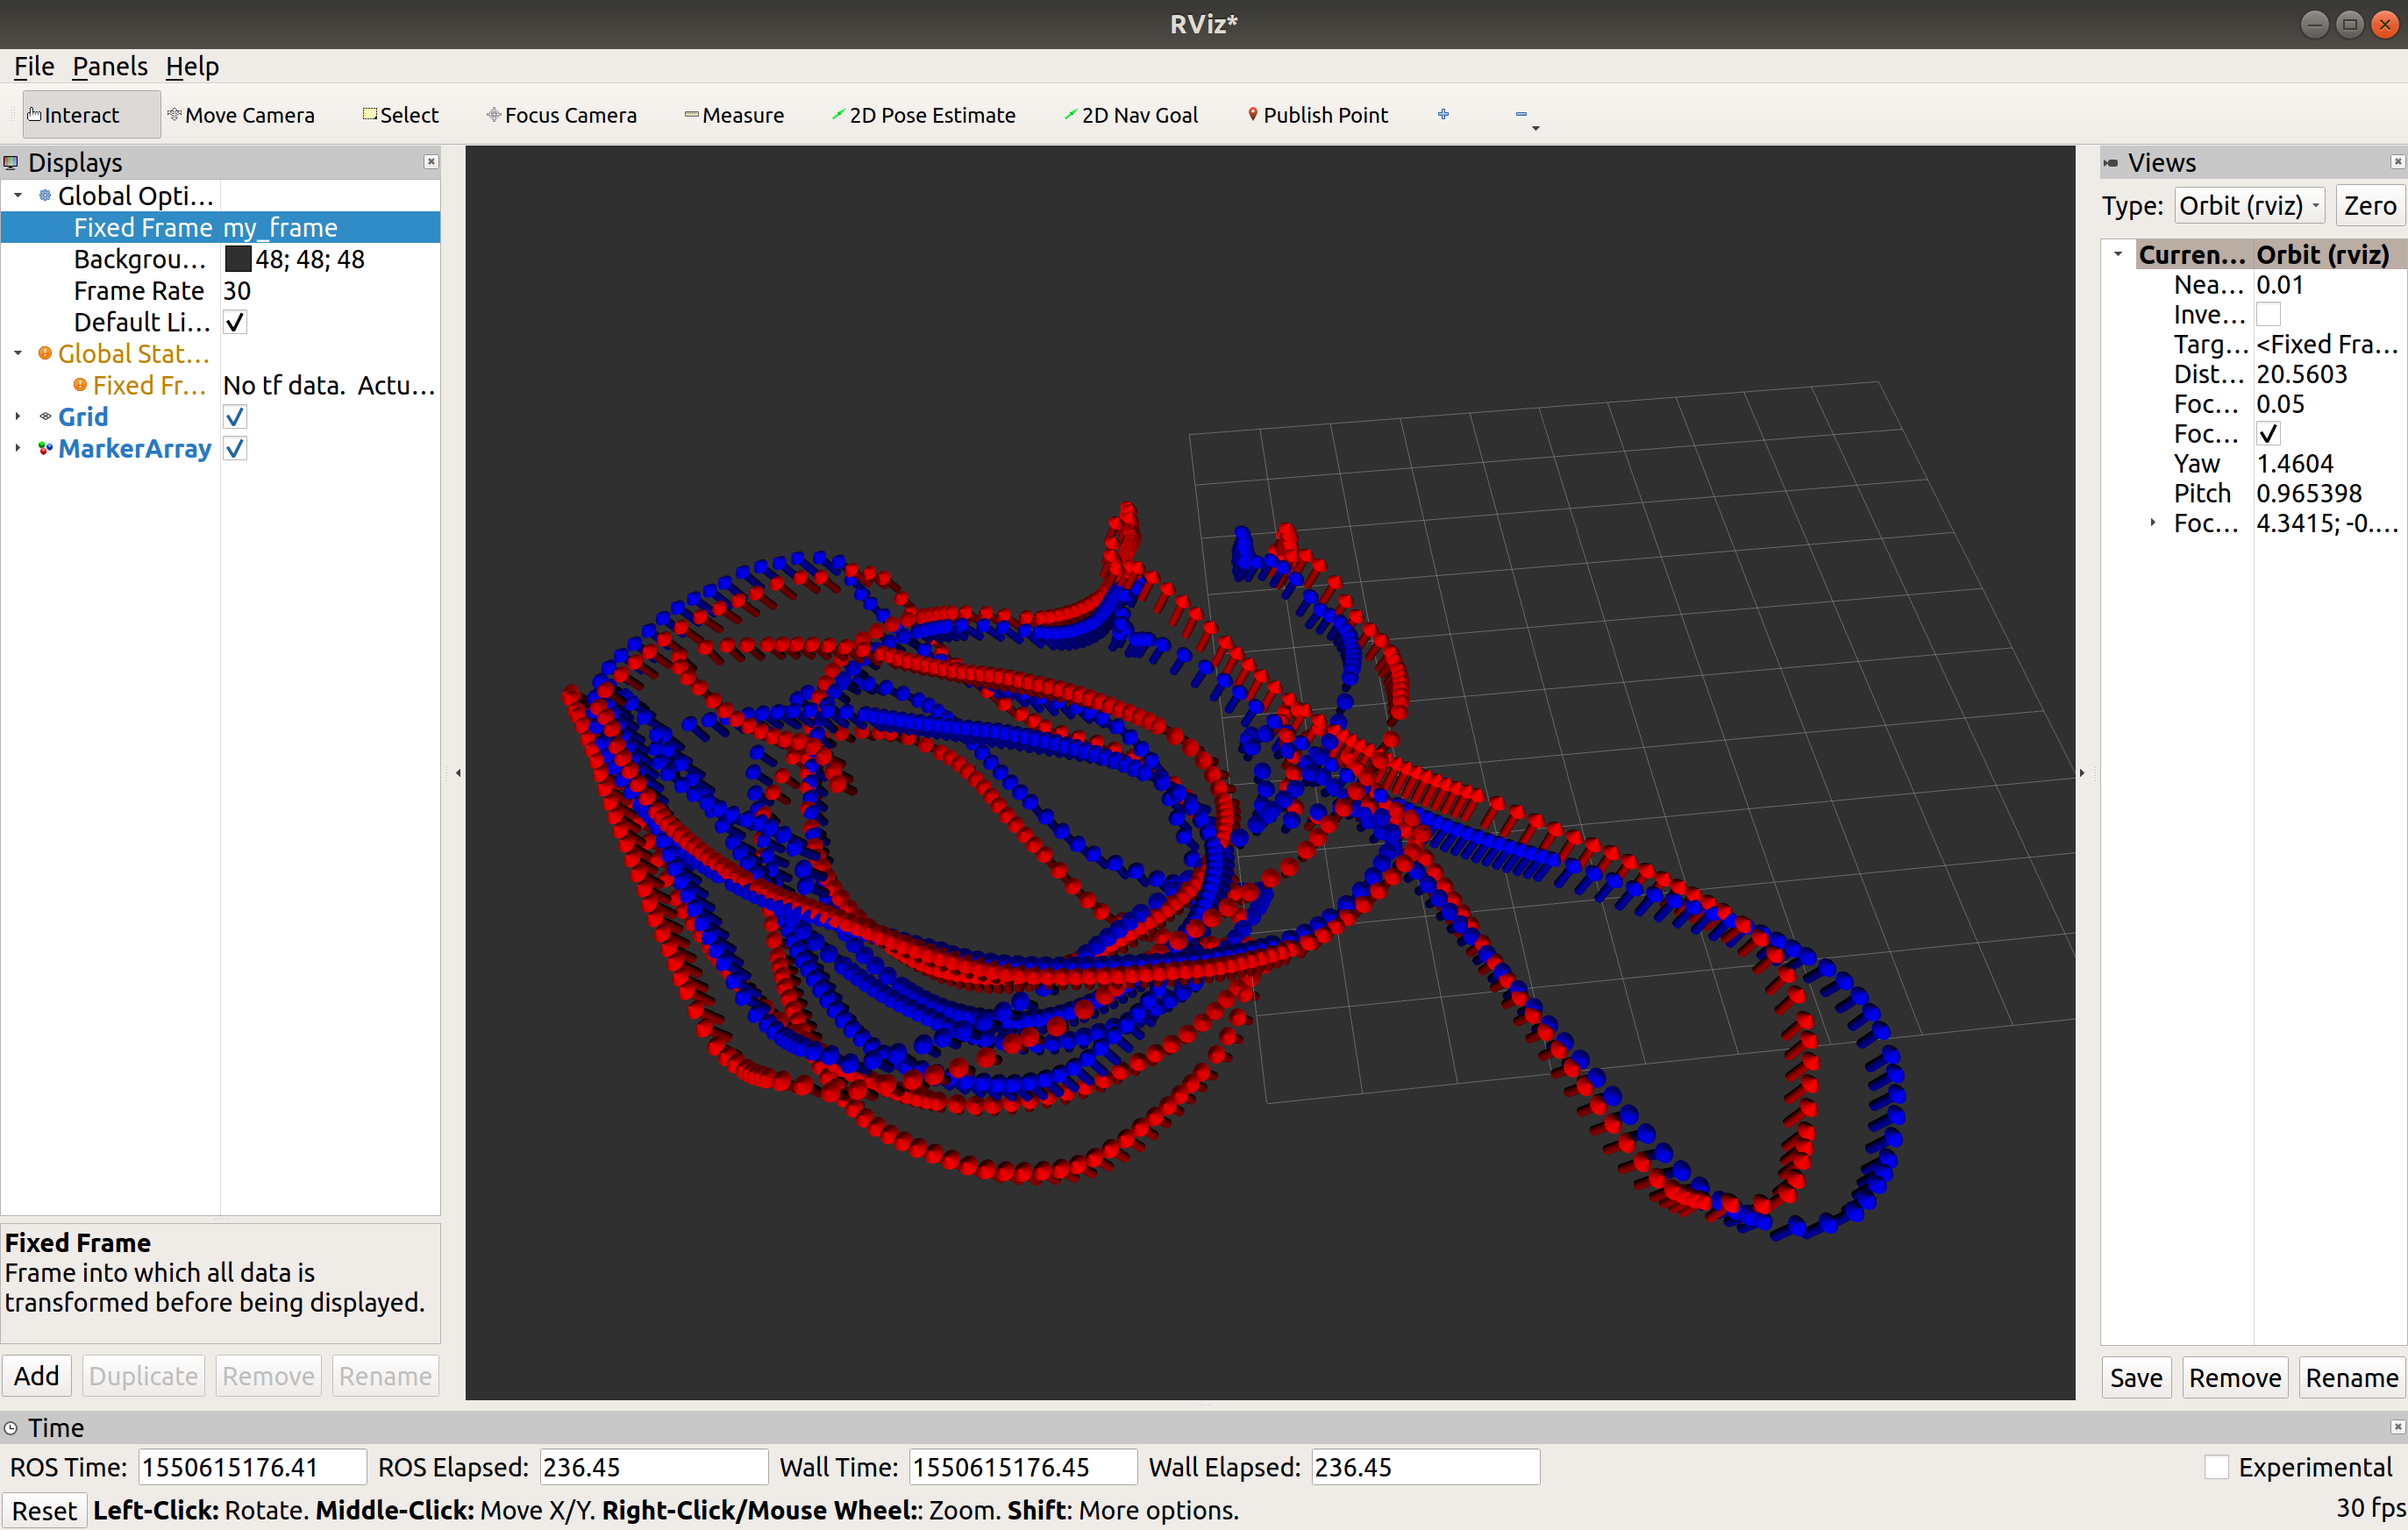 RViz*
File Panels Help
Interact Move Camera Select Focus Camera Measure 2D Pose Estimate 2D Nav Goal Publish Point
Displays
Global Opti...
Fixed Frame my_frame
Backgrou... 48; 48; 48
Frame Rate 30
Default Li...
Global Stat...
Fixed Fr... No tf data. Actu...
Grid
MarkerArray
Fixed Frame
Frame into which all data is
transformed before being displayed.
Add Duplicate Remove Rename
Views
Type: Orbit (rviz) Zero
Curren... Orbit (rviz)
Nea... 0.01
Inve...
Targ... <Fixed Fra...
Dist... 20.5603
Foc... 0.05
Foc...
Yaw 1.4604
Pitch 0.965398
Foc... 4.3415; -0....
Save Remove Rename
Time
ROS Time: 1550615176.41 ROS Elapsed: 236.45 Wall Time: 1550615176.45 Wall Elapsed: 236.45 Experimental
Reset Left-Click: Rotate. Middle-Click: Move X/Y. Right-Click/Mouse Wheel:: Zoom. Shift: More options. 30 fps